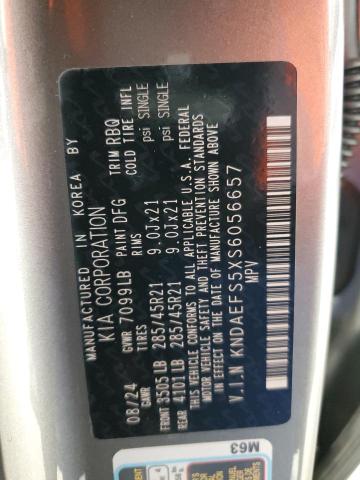 MANUFACTURED IN KOREA BY
KIA CORPORATION
08/24 GVWR 7099LB PAINT DFG TRIM RBQ
GAWR TIRES RIMS COLD TIRE INFL
FRONT 3505LB 285/45R21 9.0Jx21 psi SINGLE
REAR 4101LB 285/45R21 9.0Jx21 psi SINGLE
THIS VEHICLE CONFORMS TO ALL APPLICABLE U.S.A. FEDERAL
MOTOR VEHICLE SAFETY AND THEFT PREVENTION STANDARDS
IN EFFECT ON THE DATE OF MANUFACTURE SHOWN ABOVE.
V.I.N KNDAEFS5XS6056657
MPV
M63